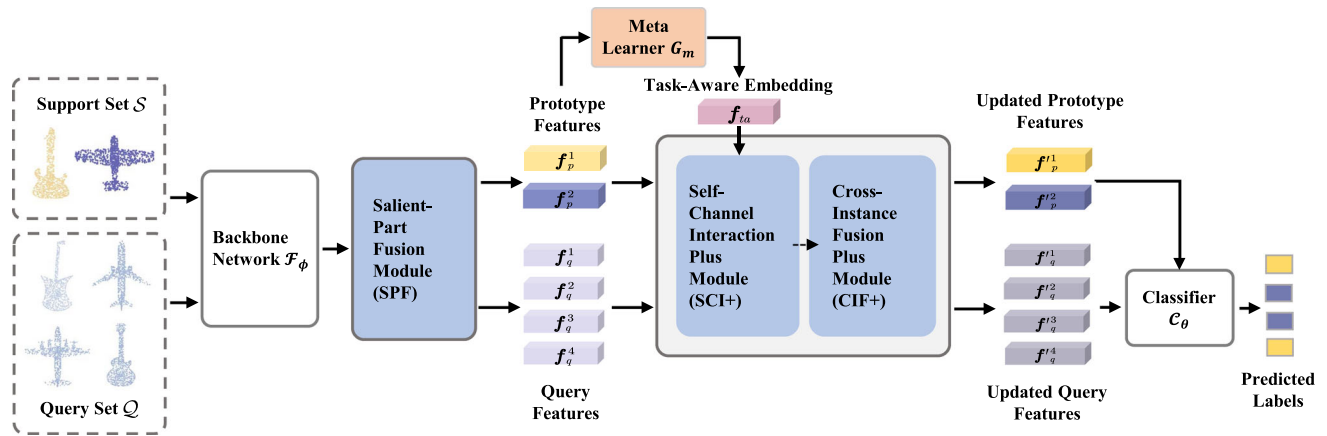 Support Set 𝒮
Query Set 𝒬
Backbone
Network ℱ_ϕ
Salient-
Part
Fusion
Module
(SPF)
Prototype
Features
f_p^1
f_p^2
f_q^1
f_q^2
f_q^3
f_q^4
Query
Features
Meta
Learner G_m
Task-Aware Embedding
f_ta
Self-
Channel
Interaction
Plus
Module
(SCI+)
Cross-
Instance
Fusion
Plus
Module
(CIF+)
Updated Prototype
Features
f'_p^1
f'_p^2
f'_q^1
f'_q^2
f'_q^3
f'_q^4
Updated Query
Features
Classifier
𝒞_θ
Predicted
Labels